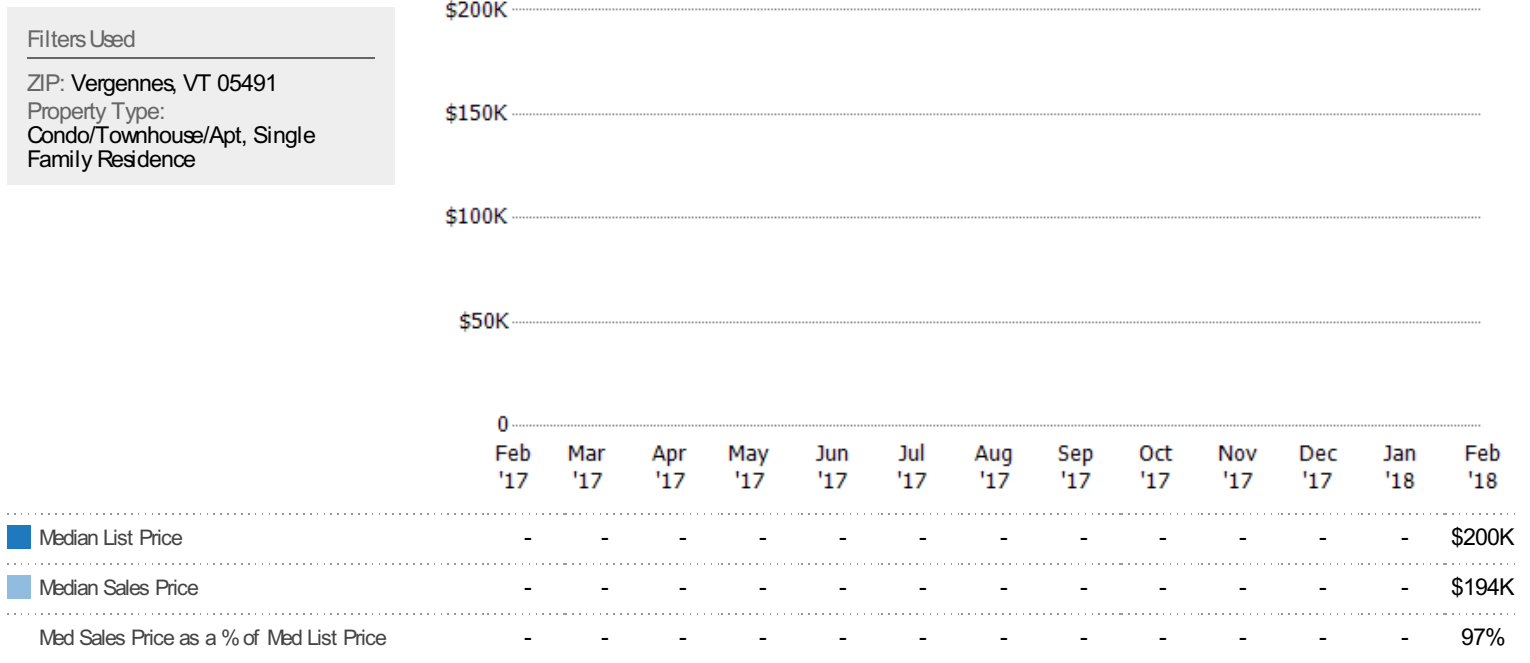 Filters Used
ZIP: Vergennes, VT 05491
Property Type:
Condo/Townhouse/Apt, Single
Family Residence
$200K
$150K
$100K
$50K
0
Feb Mar Apr May Jun Jul Aug Sep Oct Nov Dec Jan Feb
'17 '17 '17 '17 '17 '17 '17 '17 '17 '17 '17 '18 '18
Median List Price - - - - - - - - - - - - $200K
Median Sales Price - - - - - - - - - - - - $194K
Med Sales Price as a % of Med List Price - - - - - - - - - - - - 97%